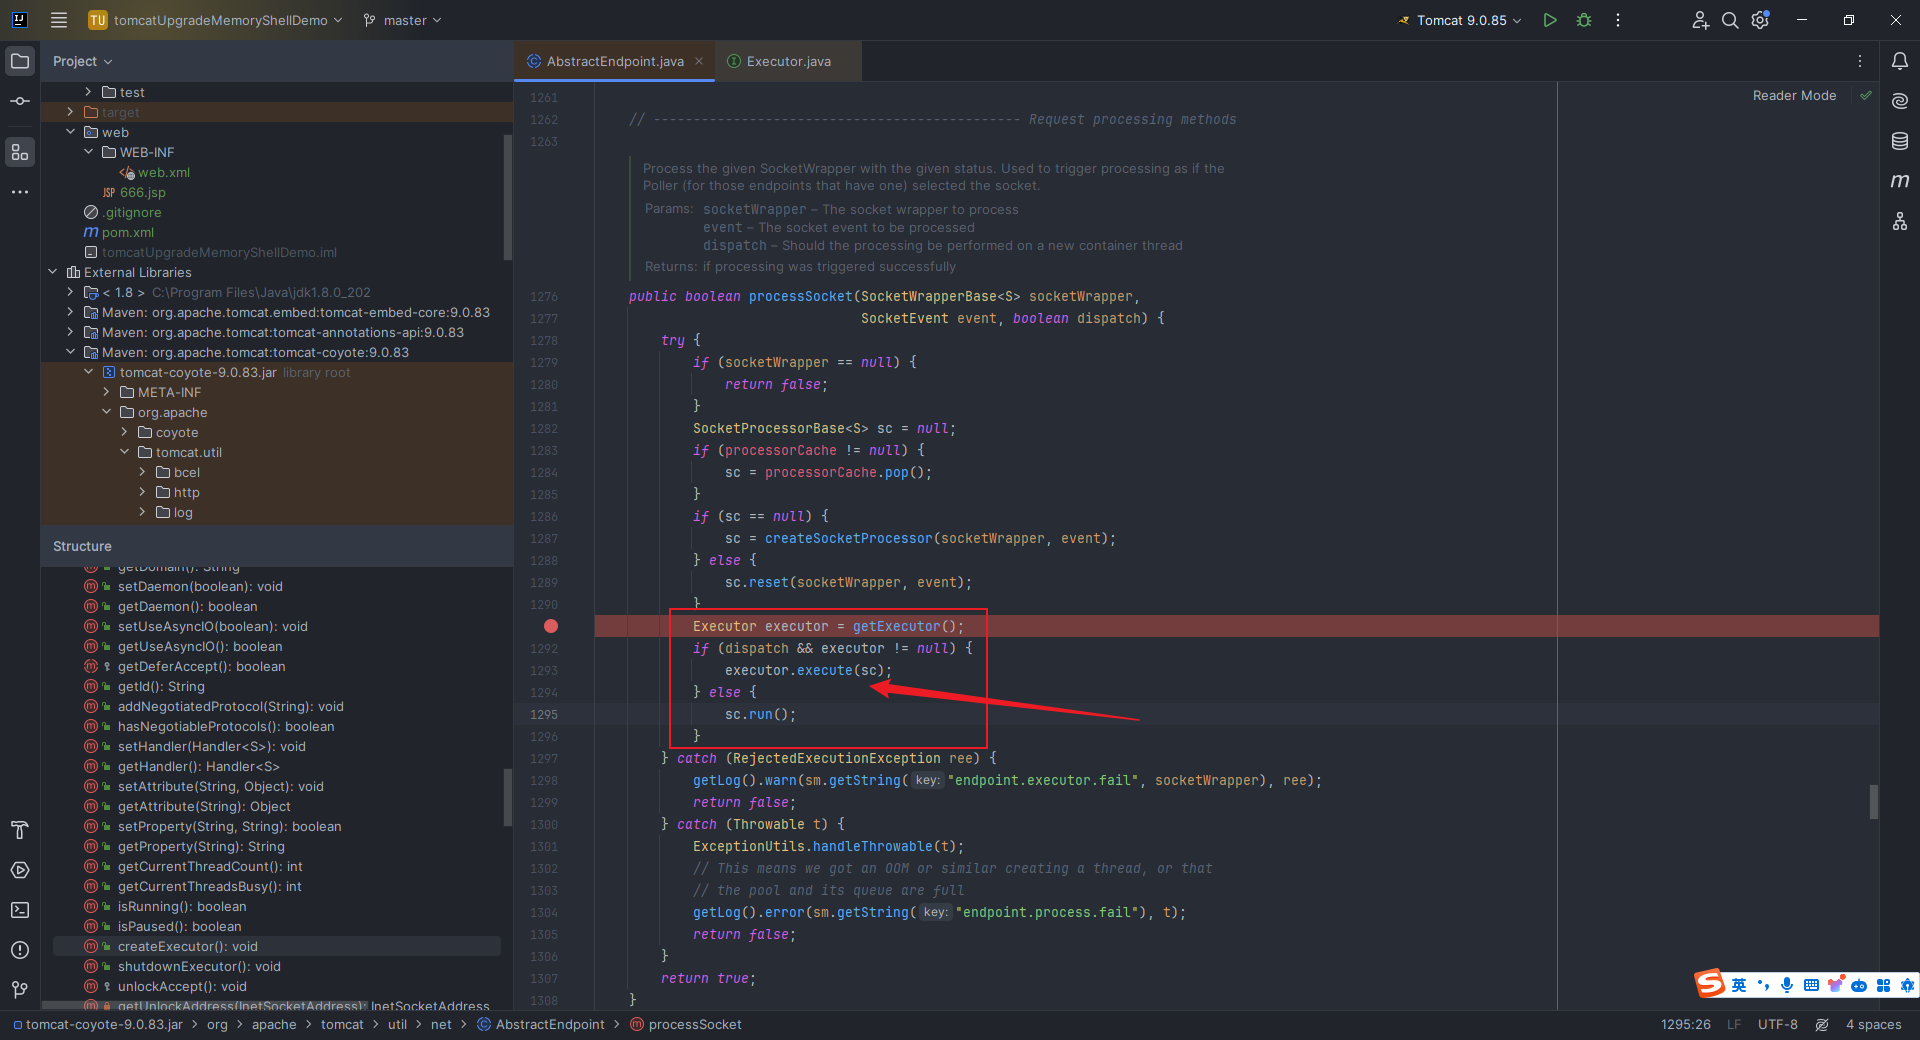 TU tomcatUpgradeMemoryShellDemo master Tomcat 9.0.85
Project
test
target
web
WEB-INF
web.xml
JSP 666.jsp
.gitignore
m pom.xml
tomcatUpgradeMemoryShellDemo.iml
External Libraries
< 1.8 > C:\Program Files\Java\jdk1.8.0_202
Maven: org.apache.tomcat.embed:tomcat-embed-core:9.0.83
Maven: org.apache.tomcat:tomcat-annotations-api:9.0.83
Maven: org.apache.tomcat:tomcat-coyote:9.0.83
tomcat-coyote-9.0.83.jar library root
META-INF
org.apache
coyote
tomcat.util
bcel
http
log
Structure
getDomain(): String
setDaemon(boolean): void
getDaemon(): boolean
setUseAsyncIO(boolean): void
getUseAsyncIO(): boolean
getDeferAccept(): boolean
getId(): String
addNegotiatedProtocol(String): void
hasNegotiableProtocols(): boolean
setHandler(Handler<S>): void
getHandler(): Handler<S>
setAttribute(String, Object): void
getAttribute(String): Object
setProperty(String, String): boolean
getProperty(String): String
getCurrentThreadCount(): int
getCurrentThreadsBusy(): int
isRunning(): boolean
isPaused(): boolean
createExecutor(): void
shutdownExecutor(): void
unlockAccept(): void
getUnlockAddress(InetSocketAddress): InetSocketAddress
AbstractEndpoint.java Executor.java
Reader Mode
1261
1262 // ---------------------------------------------- Request processing methods
1263
Process the given SocketWrapper with the given status. Used to trigger processing as if the
Poller (for those endpoints that have one) selected the socket.
Params: socketWrapper – The socket wrapper to process
event – The socket event to be processed
dispatch – Should the processing be performed on a new container thread
Returns: if processing was triggered successfully
1276 public boolean processSocket(SocketWrapperBase<S> socketWrapper,
1277 SocketEvent event, boolean dispatch) {
1278 try {
1279 if (socketWrapper == null) {
1280 return false;
1281 }
1282 SocketProcessorBase<S> sc = null;
1283 if (processorCache != null) {
1284 sc = processorCache.pop();
1285 }
1286 if (sc == null) {
1287 sc = createSocketProcessor(socketWrapper, event);
1288 } else {
1289 sc.reset(socketWrapper, event);
1290 }
Executor executor = getExecutor();
1292 if (dispatch && executor != null) {
1293 executor.execute(sc);
1294 } else {
1295 sc.run();
1296 }
1297 } catch (RejectedExecutionException ree) {
1298 getLog().warn(sm.getString( key: "endpoint.executor.fail", socketWrapper), ree);
1299 return false;
1300 } catch (Throwable t) {
1301 ExceptionUtils.handleThrowable(t);
1302 // This means we got an OOM or similar creating a thread, or that
1303 // the pool and its queue are full
1304 getLog().error(sm.getString( key: "endpoint.process.fail"), t);
1305 return false;
1306 }
1307 return true;
1308 }
英
tomcat-coyote-9.0.83.jar > org > apache > tomcat > util > net > AbstractEndpoint > processSocket
1295:26 LF UTF-8 4 spaces